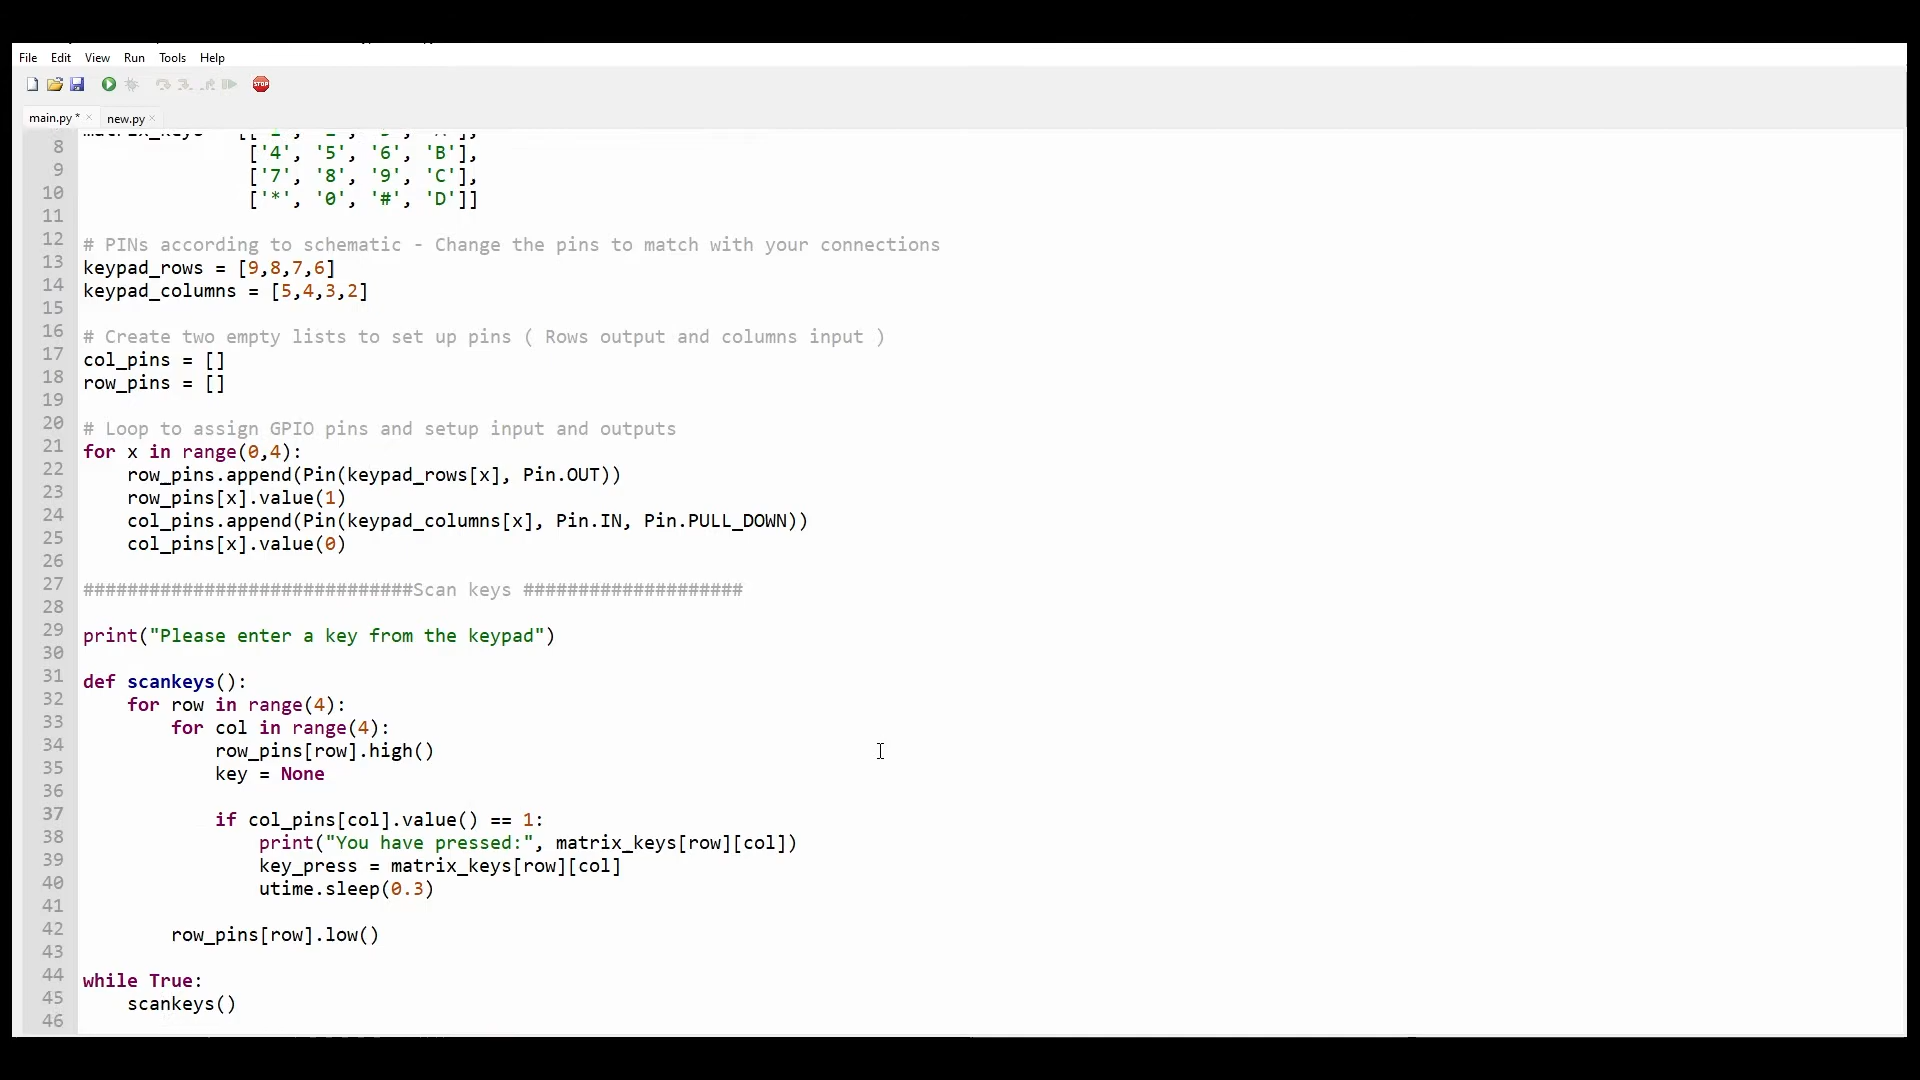 File Edit View Run Tools Help
STOP
main.py * × new.py ×
8 ['4', '5', '6', 'B'],
9 ['7', '8', '9', 'C'],
10 ['*', '0', '#', 'D']]
11
12 # PINs according to schematic - Change the pins to match with your connections
13 keypad_rows = [9,8,7,6]
14 keypad_columns = [5,4,3,2]
15
16 # Create two empty lists to set up pins ( Rows output and columns input )
17 col_pins = []
18 row_pins = []
19
20 # Loop to assign GPIO pins and setup input and outputs
21 for x in range(0,4):
22     row_pins.append(Pin(keypad_rows[x], Pin.OUT))
23     row_pins[x].value(1)
24     col_pins.append(Pin(keypad_columns[x], Pin.IN, Pin.PULL_DOWN))
25     col_pins[x].value(0)
26
27 ##############################Scan keys ####################
28
29 print("Please enter a key from the keypad")
30
31 def scankeys():
32     for row in range(4):
33         for col in range(4):
34             row_pins[row].high()
35             key = None
36
37             if col_pins[col].value() == 1:
38                 print("You have pressed:", matrix_keys[row][col])
39                 key_press = matrix_keys[row][col]
40                 utime.sleep(0.3)
41
42         row_pins[row].low()
43
44 while True:
45     scankeys()
46